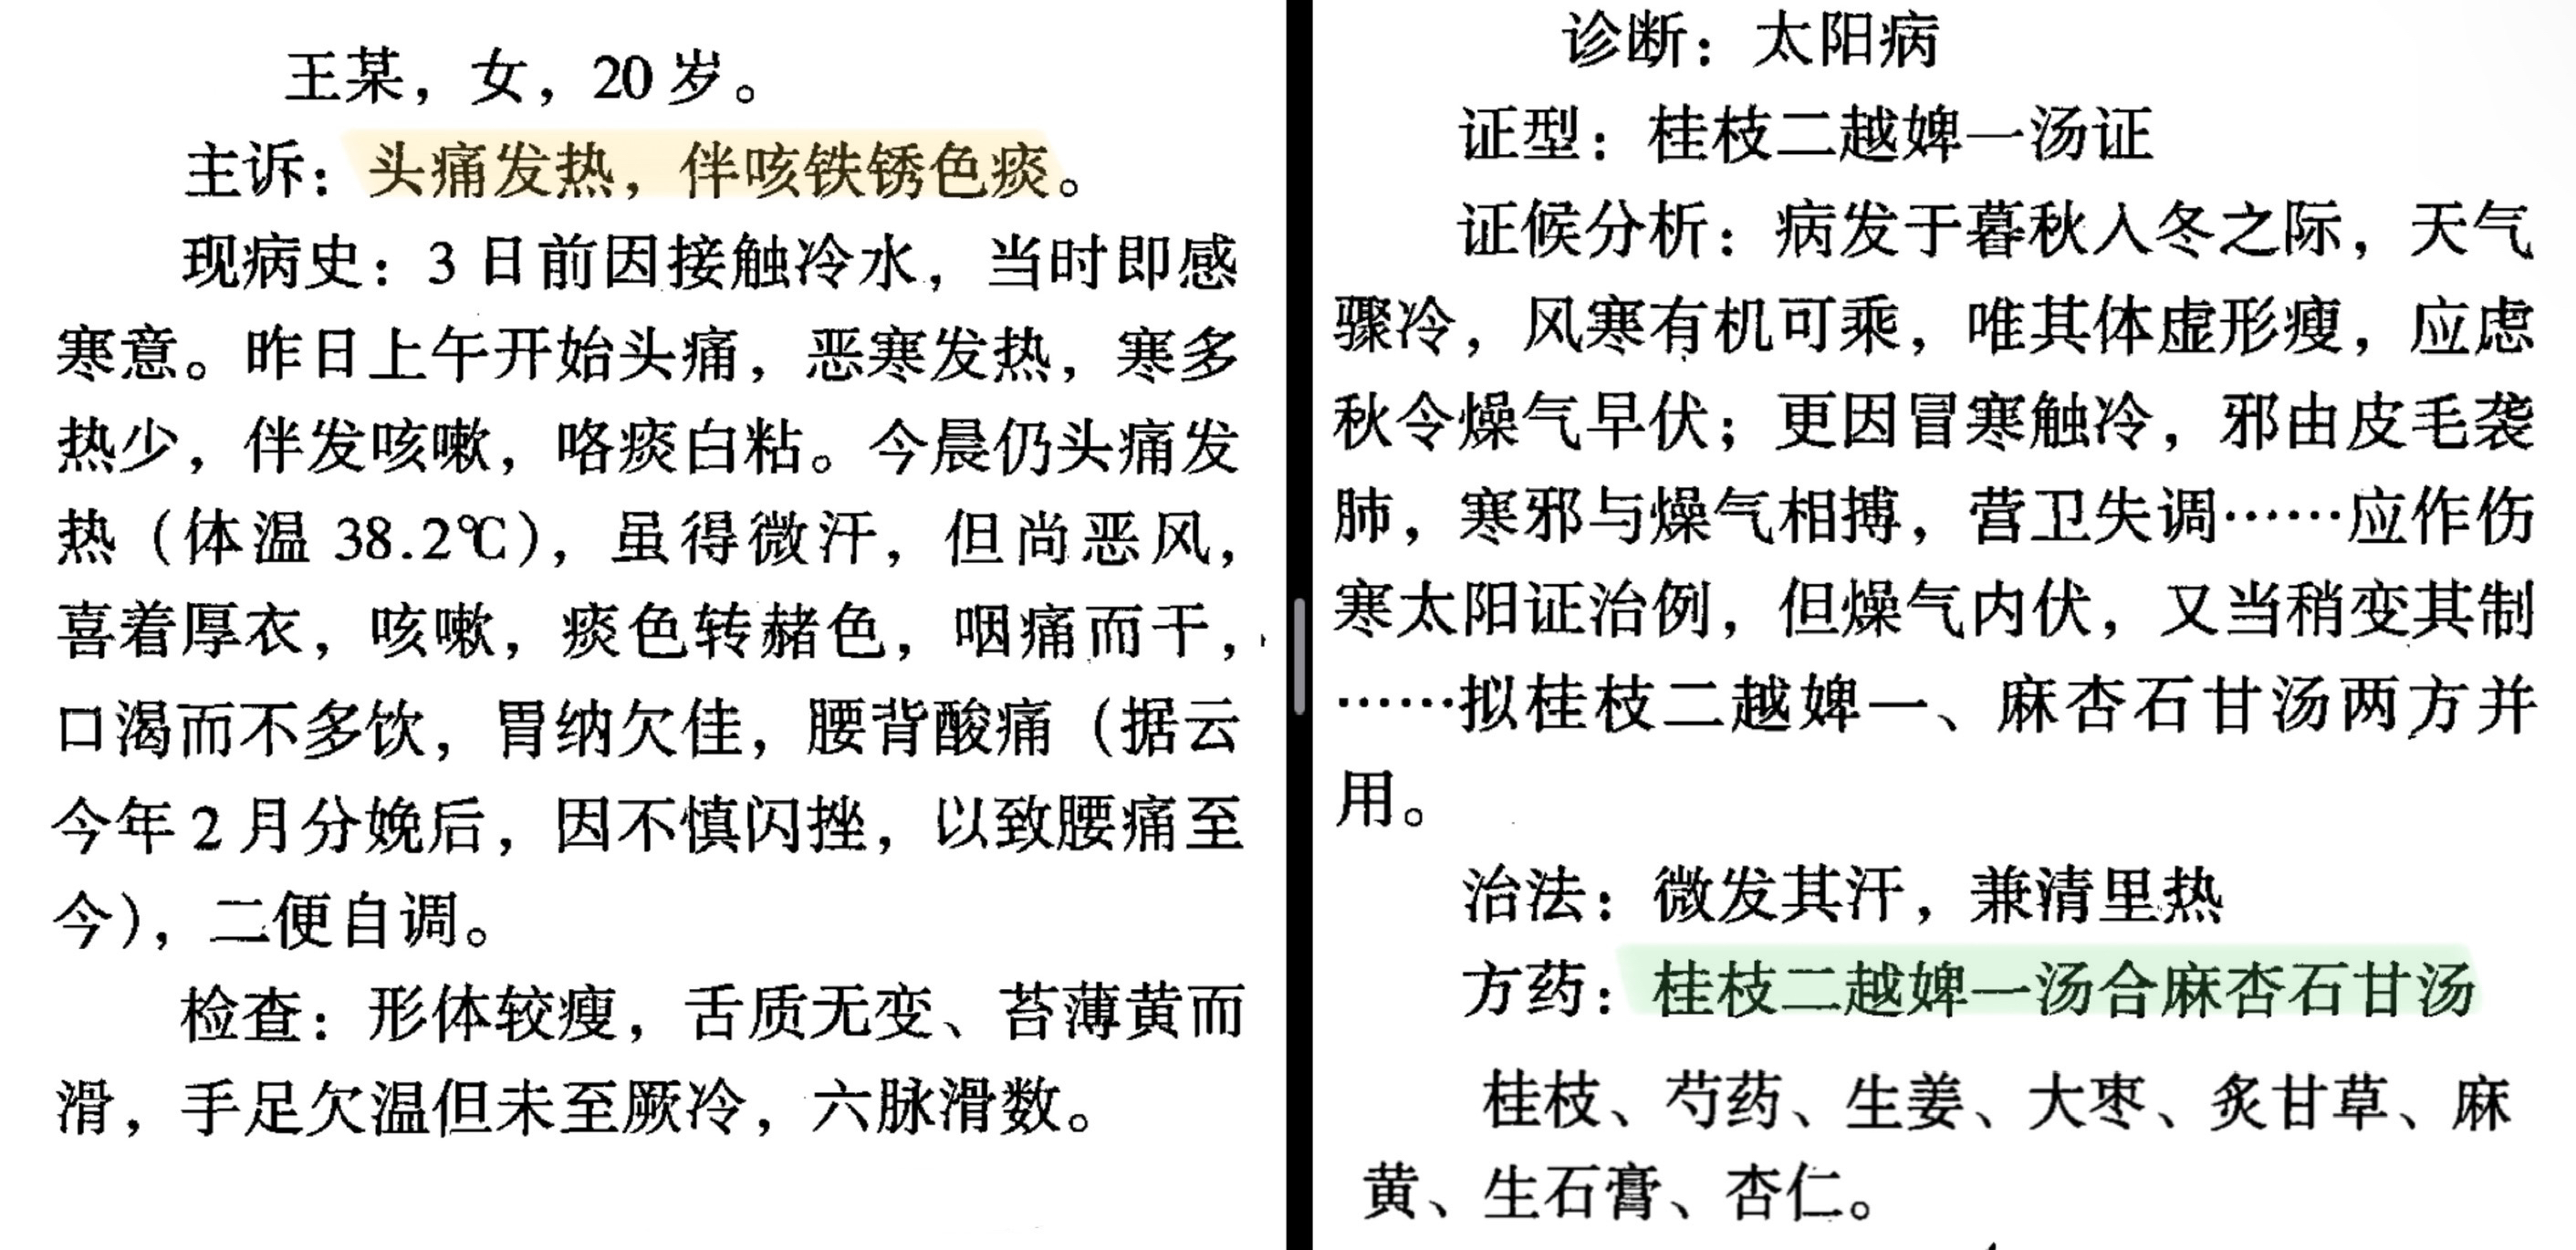 王某，女，20岁。
主诉：头痛发热，伴咳铁锈色痰。
现病史：3日前因接触冷水，当时即感
寒意。昨日上午开始头痛，恶寒发热，寒多
热少，伴发咳嗽，咯痰白粘。今晨仍头痛发
热（体温38.2℃），虽得微汗，但尚恶风，
喜着厚衣，咳嗽，痰色转赭色，咽痛而干，
口渴而不多饮，胃纳欠佳，腰背酸痛（据云
今年2月分娩后，因不慎闪挫，以致腰痛至
今），二便自调。
检查：形体较瘦，舌质无变、苔薄黄而
滑，手足欠温但未至厥冷，六脉滑数。
诊断：太阳病
证型：桂枝二越婢一汤证
证候分析：病发于暮秋入冬之际，天气
骤冷，风寒有机可乘，唯其体虚形瘦，应虑
秋令燥气早伏；更因冒寒触冷，邪由皮毛袭
肺，寒邪与燥气相搏，营卫失调……应作伤
寒太阳证治例，但燥气内伏，又当稍变其制
……拟桂枝二越婢一、麻杏石甘汤两方并
用。
治法：微发其汗，兼清里热
方药：桂枝二越婢一汤合麻杏石甘汤
桂枝、芍药、生姜、大枣、炙甘草、麻
黄、生石膏、杏仁。